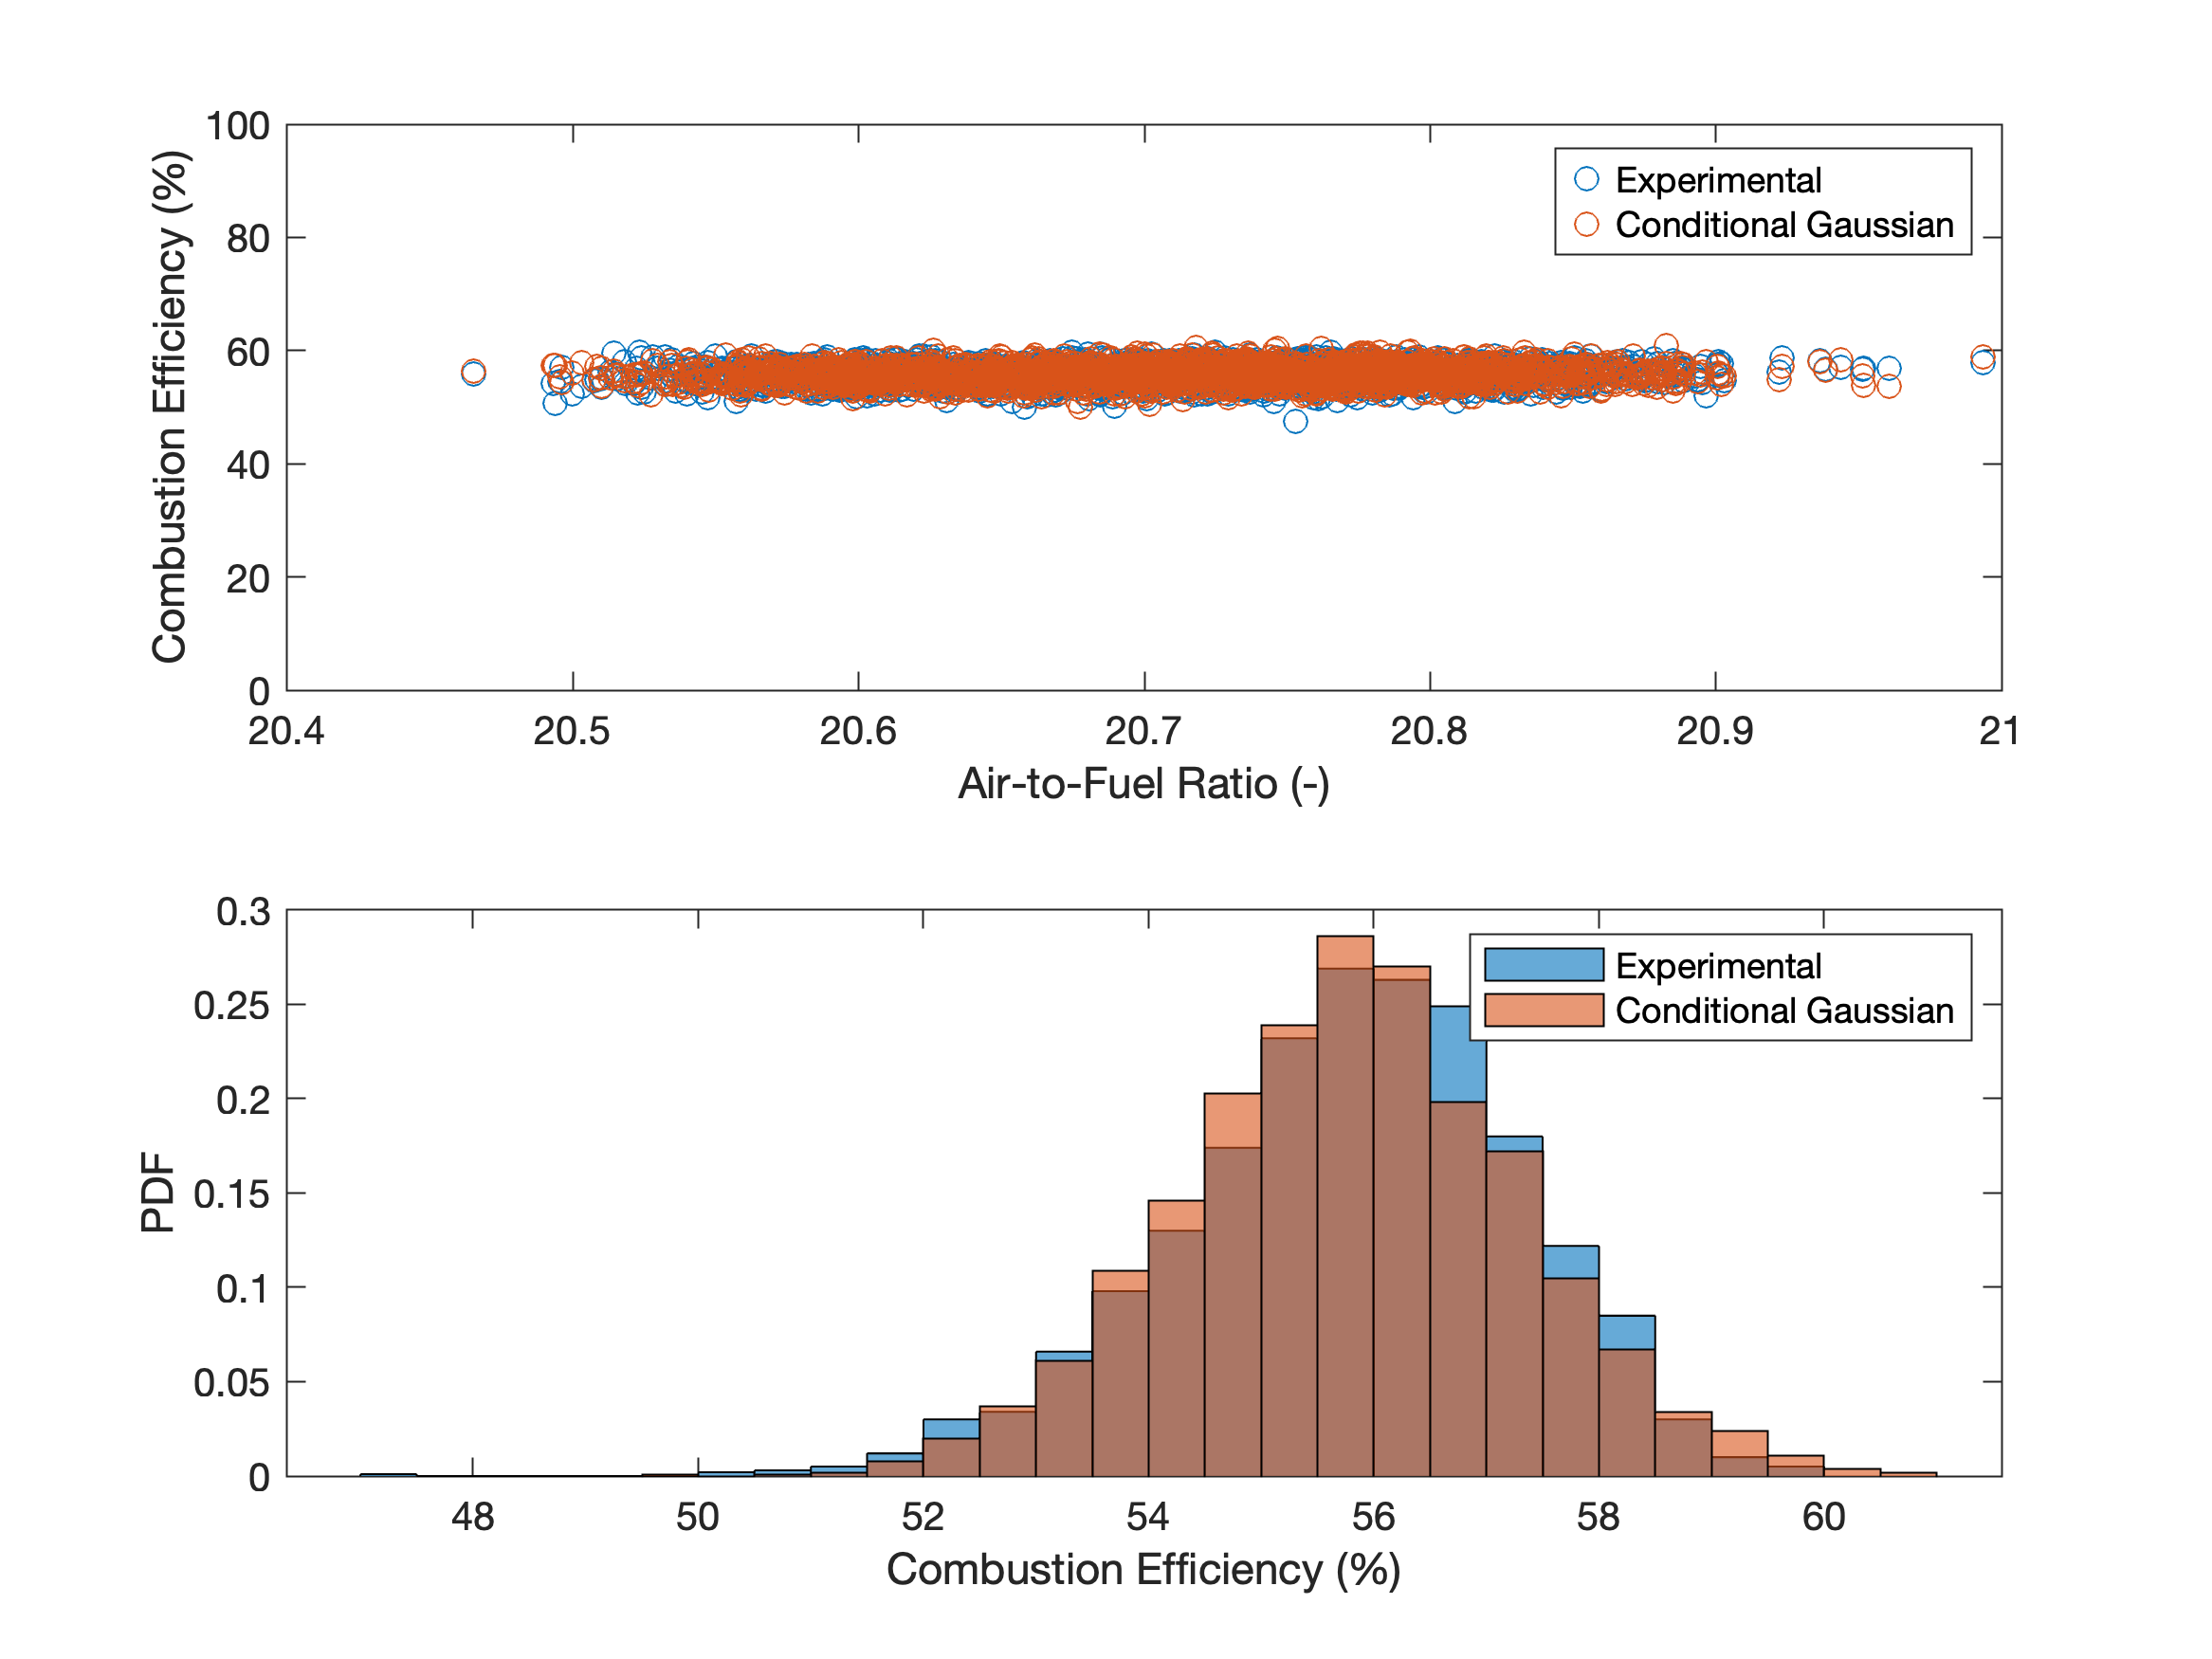 100
80
60
40
20
0
Combustion Efficiency (%)
Experimental
Conditional Gaussian
20.4 20.5 20.6 20.7 20.8 20.9 21
Air-to-Fuel Ratio (-)
0.3
0.25
0.2
0.15
0.1
0.05
0
PDF
Experimental
Conditional Gaussian
48 50 52 54 56 58 60
Combustion Efficiency (%)